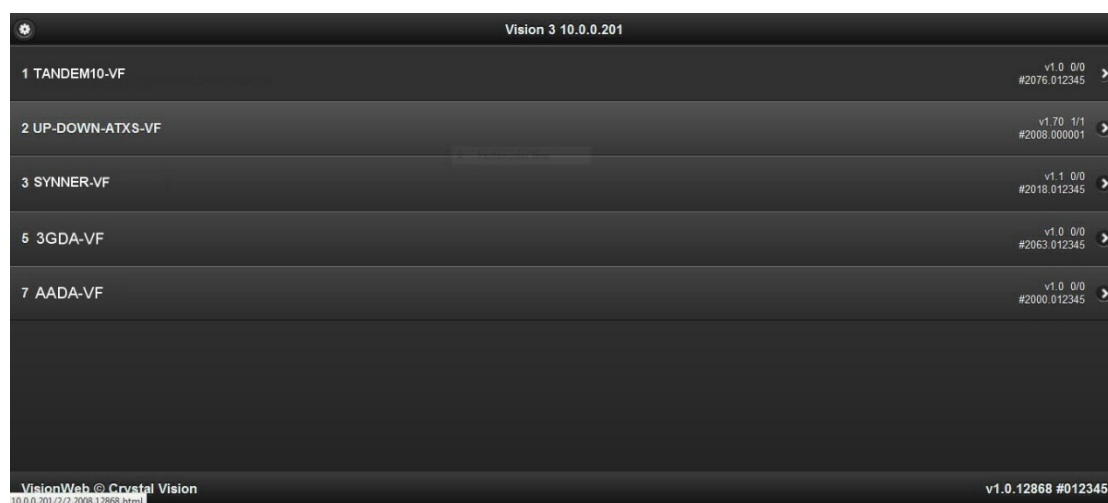 Vision 3 10.0.0.201
1 TANDEM10-VF
v1.0 0/0
#2076.012345
2 UP-DOWN-ATXS-VF
v1.70 1/1
#2008.000001
3 SYNNER-VF
v1.1 0/0
#2018.012345
5 3GDA-VF
v1.0 0/0
#2063.012345
7 AADA-VF
v1.0 0/0
#2000.012345
VisionWeb © Crystal Vision
v1.0.12868 #012345
10.0.0.201/2/2.2008.12868.html